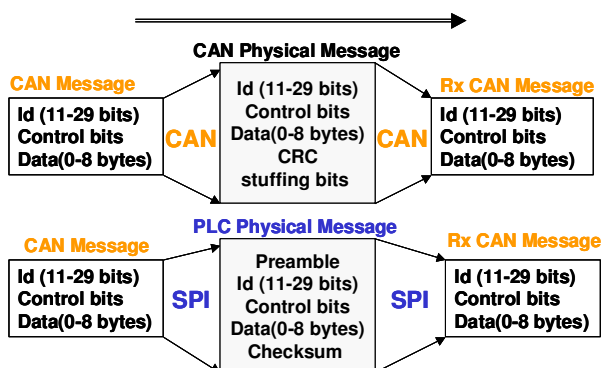 CAN Physical Message
CAN Message
Rx CAN Message
Id (11-29 bits)
Control bits
Data(0-8 bytes)
CAN
Id (11-29 bits)
Control bits
Data(0-8 bytes)
CRC
stuffing bits
CAN
Id (11-29 bits)
Control bits
Data(0-8 bytes)
PLC Physical Message
CAN Message
Rx CAN Message
Id (11-29 bits)
Control bits
Data(0-8 bytes)
SPI
Preamble
Id (11-29 bits)
Control bits
Data(0-8 bytes)
Checksum
SPI
Id (11-29 bits)
Control bits
Data(0-8 bytes)